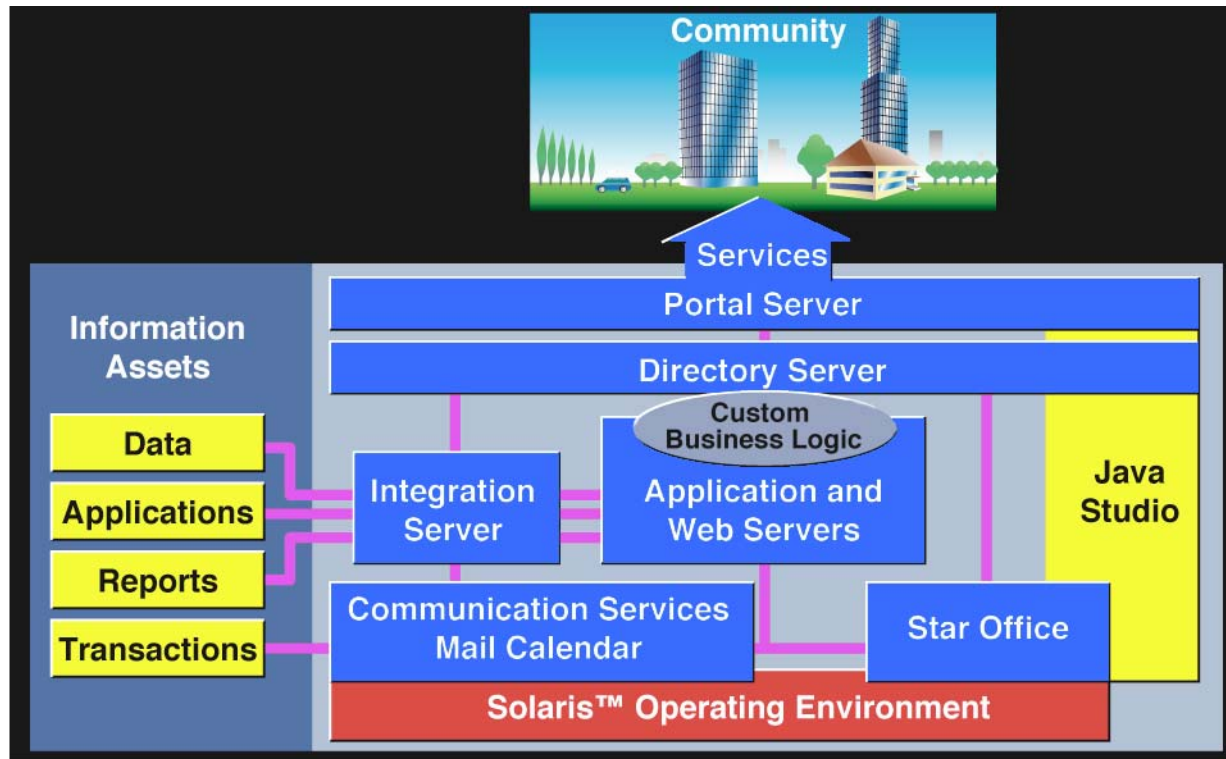 Community
Services
Portal Server
Information
Assets
Directory Server
Custom
Business Logic
Data
Applications
Reports
Transactions
Integration
Server
Application and
Web Servers
Java
Studio
Communication Services
Mail Calendar
Star Office
Solaris™ Operating Environment